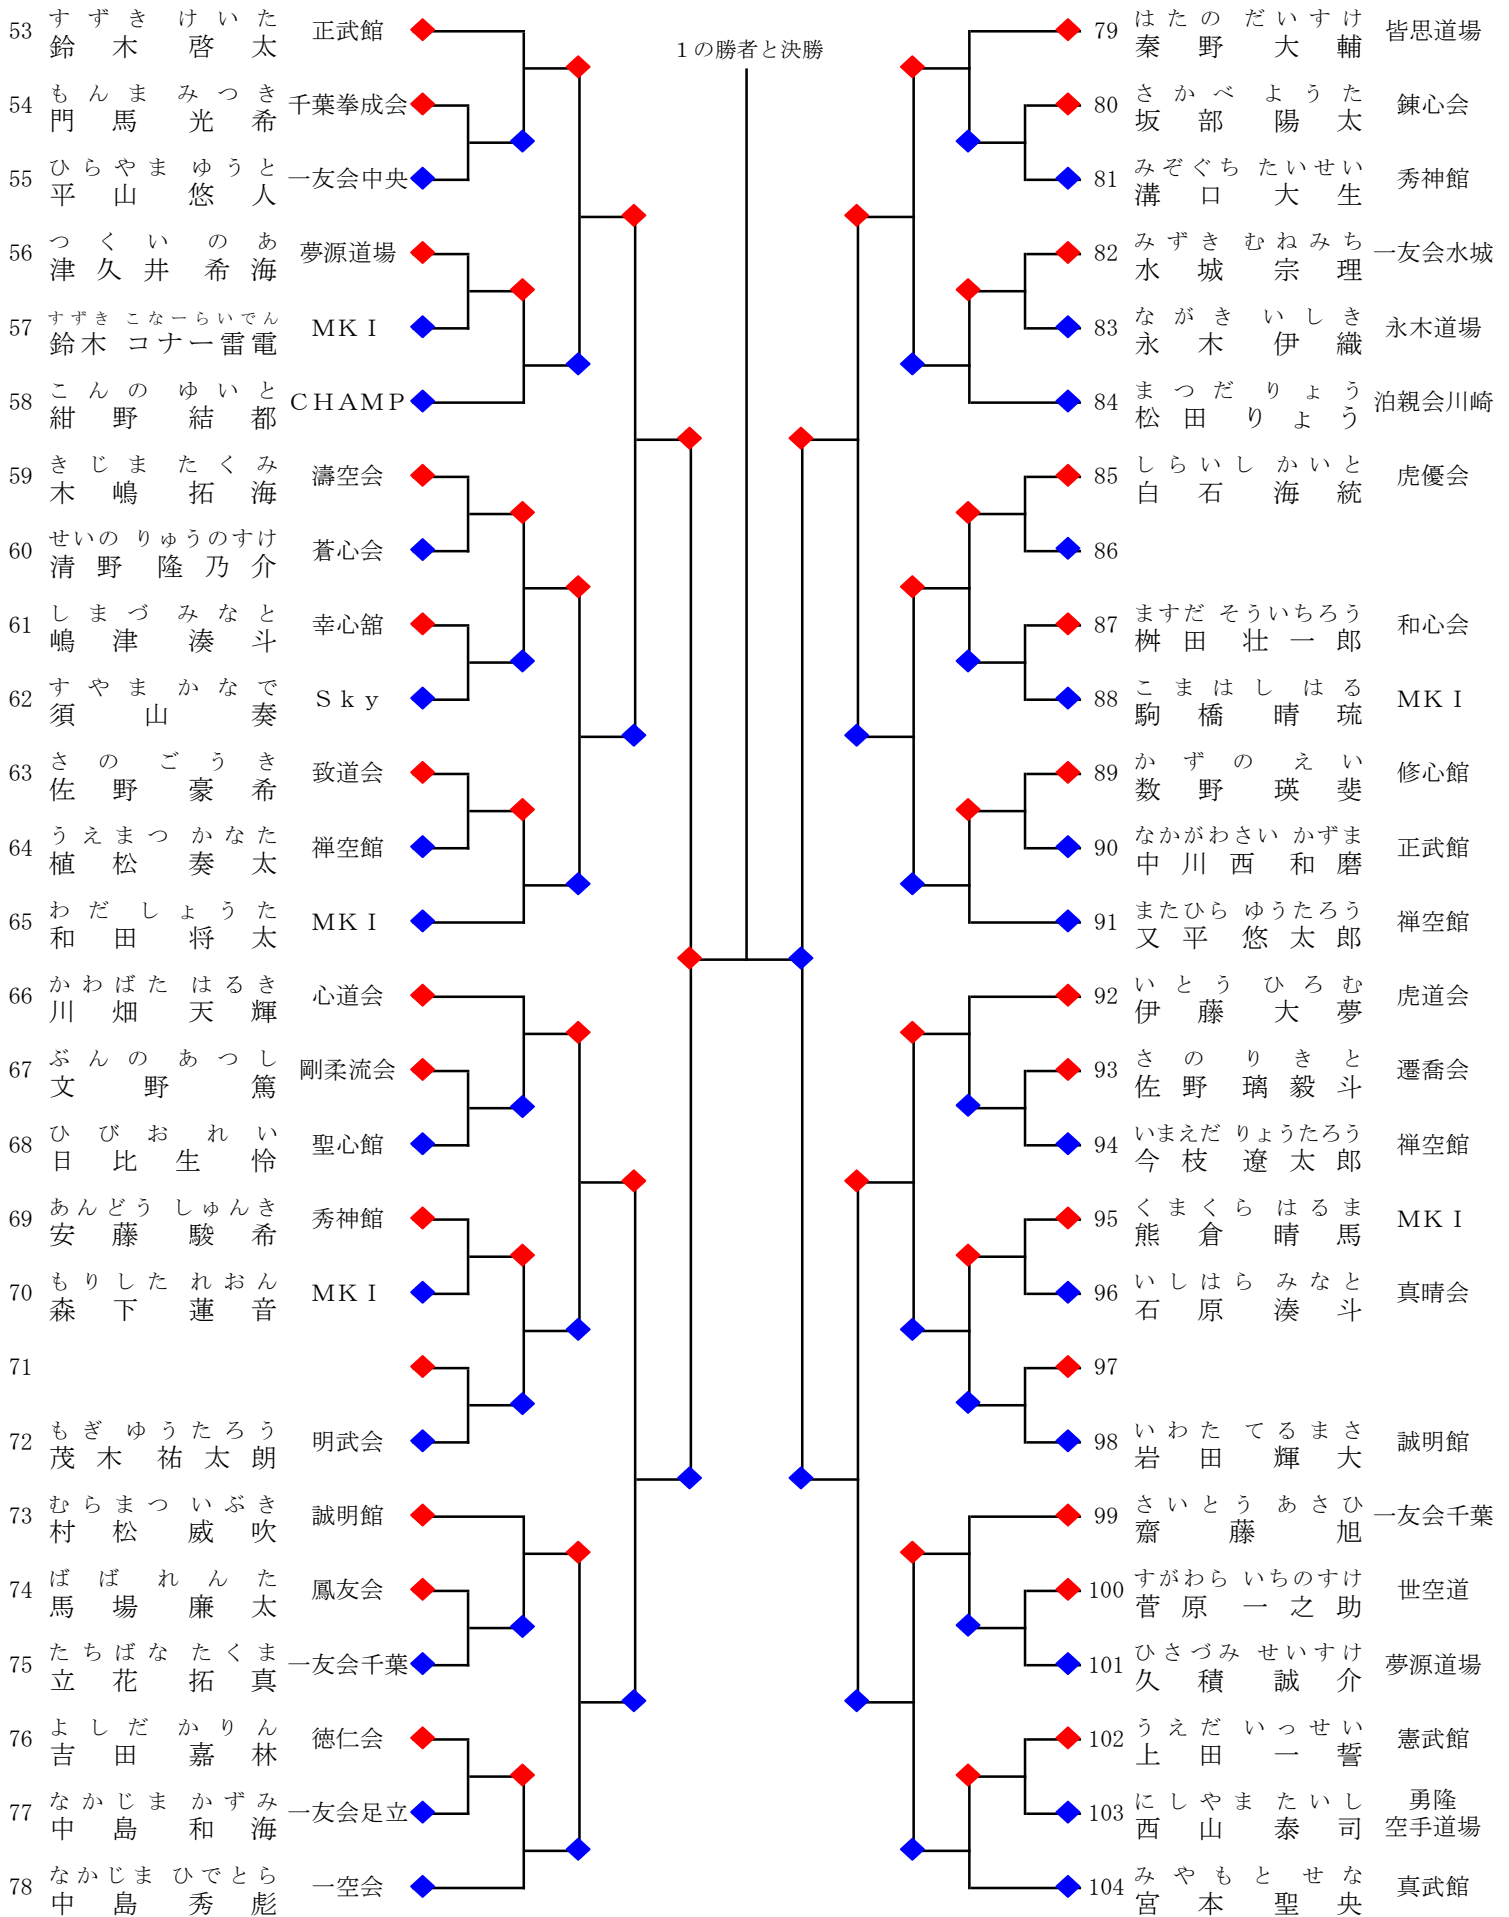 1の勝者と決勝
53 すずき けいた 正武館
鈴木 啓太
54 もんま みつき 千葉拳成会
門馬 光希
55 ひらやま ゆうと 一友会中央
平山 悠人
56 つくい のあ 夢源道場
津久井 希海
57 すずき こなーらいでん MKI
鈴木 コナー雷電
58 こんの ゆいと CHAMP
紺野 結都
59 きじま たくみ 濤空会
木嶋 拓海
60 せいの りゅうのすけ 蒼心会
清野 隆乃介
61 しまづ みなと 幸心舘
嶋津 湊斗
62 すやま かなで Sky
須山 奏
63 さの ごうき 致道会
佐野 豪希
64 うえまつ かなた 禅空館
植松 奏太
65 わだ しょうた MKI
和田 将太
66 かわばた はるき 心道会
川畑 天輝
67 ぶんの あつし 剛柔流会
文野 篤
68 ひびお れい 聖心館
日比生 怜
69 あんどう しゅんき 秀神館
安藤 駿希
70 もりした れおん MKI
森下 蓮音
71
72 もぎ ゆうたろう 明武会
茂木 祐太朗
73 むらまつ いぶき 誠明館
村松 威吹
74 ばば れんた 鳳友会
馬場 廉太
75 たちばな たくま 一友会千葉
立花 拓真
76 よしだ かりん 徳仁会
吉田 嘉林
77 なかじま かずみ 一友会足立
中島 和海
78 なかじま ひでとら 一空会
中島 秀彪
79 はたの だいすけ 皆思道場
秦野 大輔
80 さかべ ようた 錬心会
坂部 陽太
81 みぞぐち たいせい 秀神館
溝口 大生
82 みずき むねみち 一友会水城
水城 宗理
83 ながき いしき 永木道場
永木 伊織
84 まつだ りょう 泊親会川崎
松田 りょう
85 しらいし かいと 虎優会
白石 海統
86
87 ますだ そういちろう 和心会
桝田 壮一郎
88 こまはし はる MKI
駒橋 晴琉
89 かずの えい 修心館
数野 瑛斐
90 なかがわさい かずま 正武館
中川西 和磨
91 またひら ゆうたろう 禅空館
又平 悠太郎
92 いとう ひろむ 虎道会
伊藤 大夢
93 さの りきと 遷喬会
佐野 璃毅斗
94 いまえだ りょうたろう 禅空館
今枝 遼太郎
95 くまくら はるま MKI
熊倉 晴馬
96 いしはら みなと 真晴会
石原 湊斗
97
98 いわた てるまさ 誠明館
岩田 輝大
99 さいとう あさひ 一友会千葉
齋藤 旭
100 すがわら いちのすけ 世空道
菅原 一之助
101 ひさづみ せいすけ 夢源道場
久積 誠介
102 うえだ いっせい 憲武館
上田 一誓
103 にしやま たいし 勇隆
西山 泰司 空手道場
104 みやもと せな 真武館
宮本 聖央